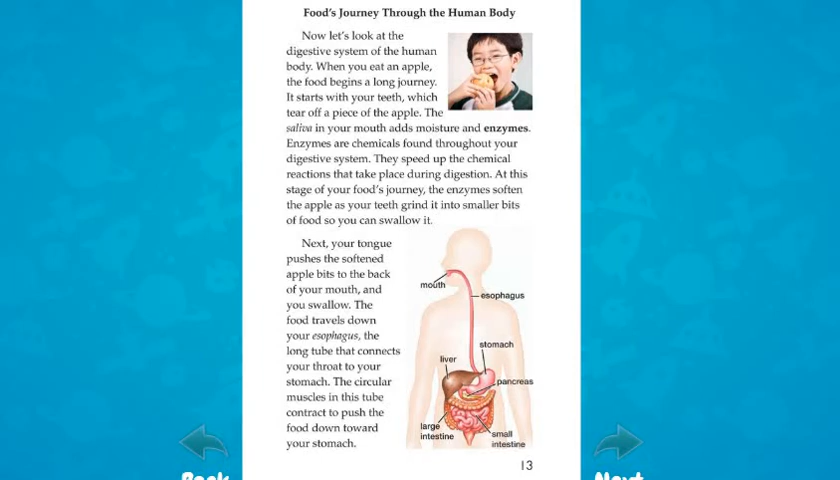 Food's Journey Through the Human Body
Now let's look at the
digestive system of the human
body. When you eat an apple,
the food begins a long journey.
It starts with your teeth, which
tear off a piece of the apple. The
saliva in your mouth adds moisture and enzymes.
Enzymes are chemicals found throughout your
digestive system. They speed up the chemical
reactions that take place during digestion. At this
stage of your food's journey, the enzymes soften
the apple as your teeth grind it into smaller bits
of food so you can swallow it.
Next, your tongue
pushes the softened
apple bits to the back
of your mouth, and
you swallow. The
food travels down
your esophagus, the
long tube that connects
your throat to your
stomach. The circular
muscles in this tube
contract to push the
food down toward
your stomach.
mouth
esophagus
stomach
liver
pancreas
large
intestine
small
intestine
13
Back
Next